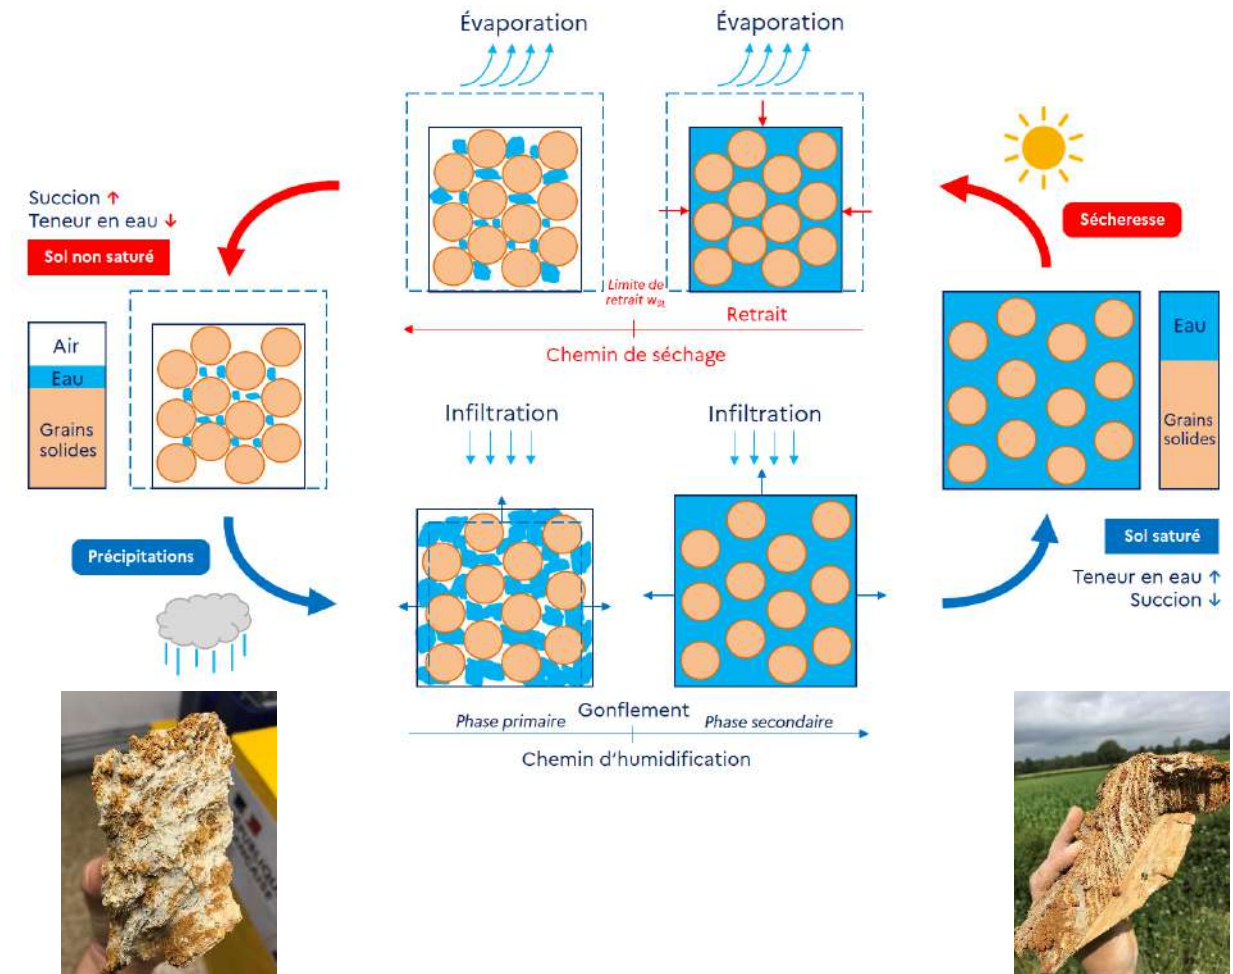 Évaporation
Évaporation
Succion ↑
Teneur en eau ↓
Sol non saturé
Sécheresse
Limite de
retrait w
Retrait
Chemin de séchage
Air
Eau
Grains
solides
Eau
Grains
solides
Infiltration
Infiltration
Précipitations
Sol saturé
Teneur en eau ↑
Succion ↓
Gonflement
Phase primaire
Phase secondaire
Chemin d'humidification